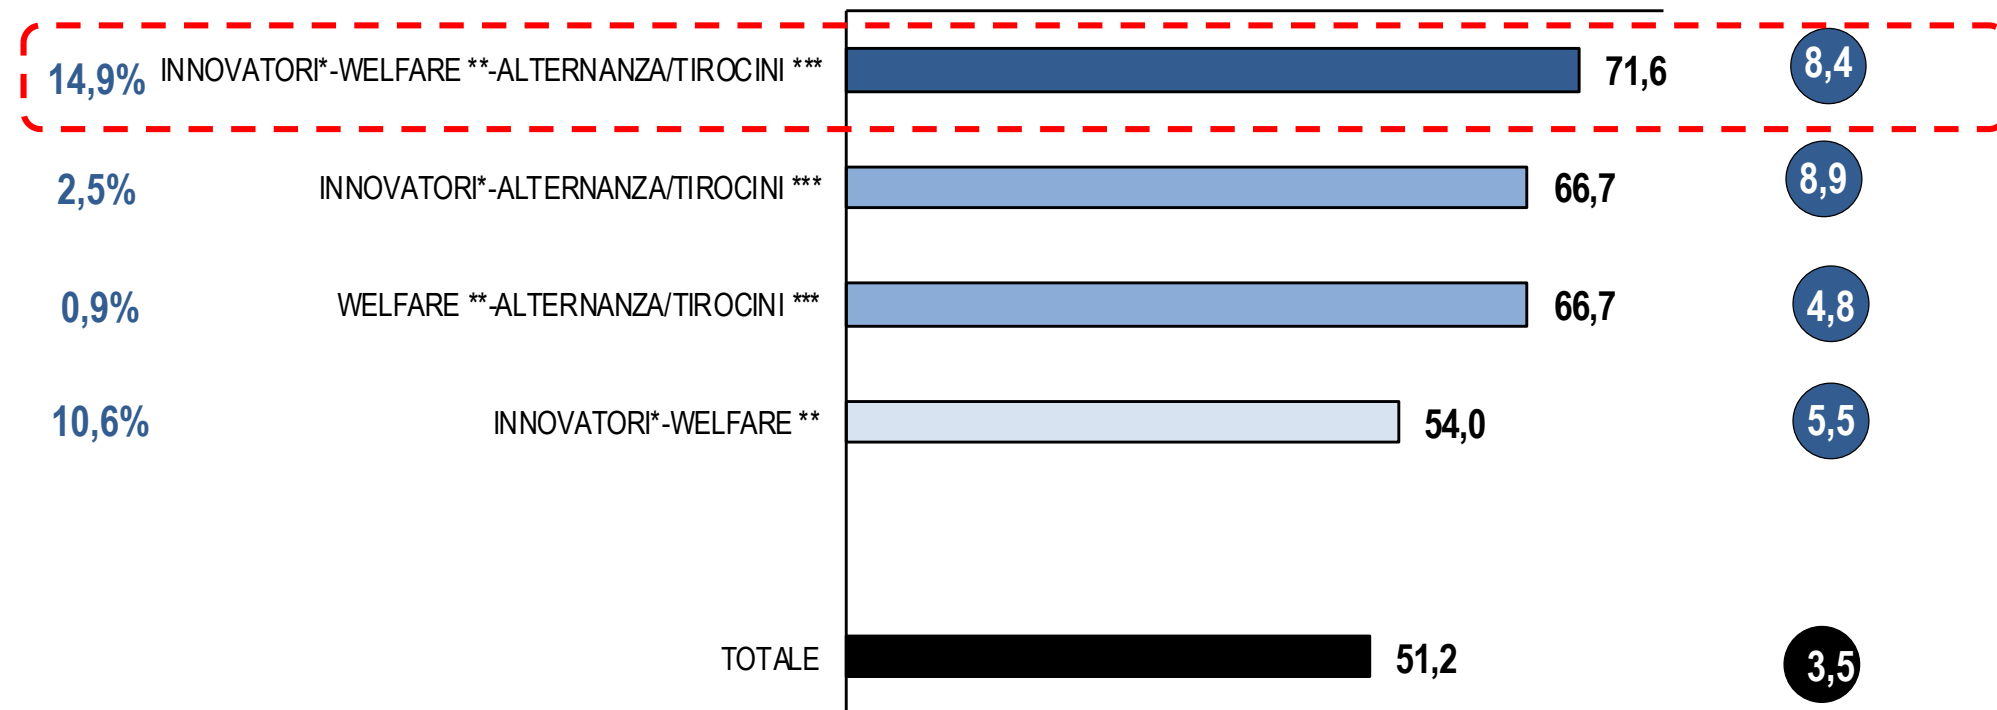 14,9% INNOVATORI*-WELFARE **-ALTERNANZA/TIROCINI *** 71,6 8,4
2,5% INNOVATORI*-ALTERNANZA/TIROCINI *** 66,7 8,9
0,9% WELFARE **-ALTERNANZA/TIROCINI *** 66,7 4,8
10,6% INNOVATORI*-WELFARE ** 54,0 5,5
TOTALE 51,2 3,5